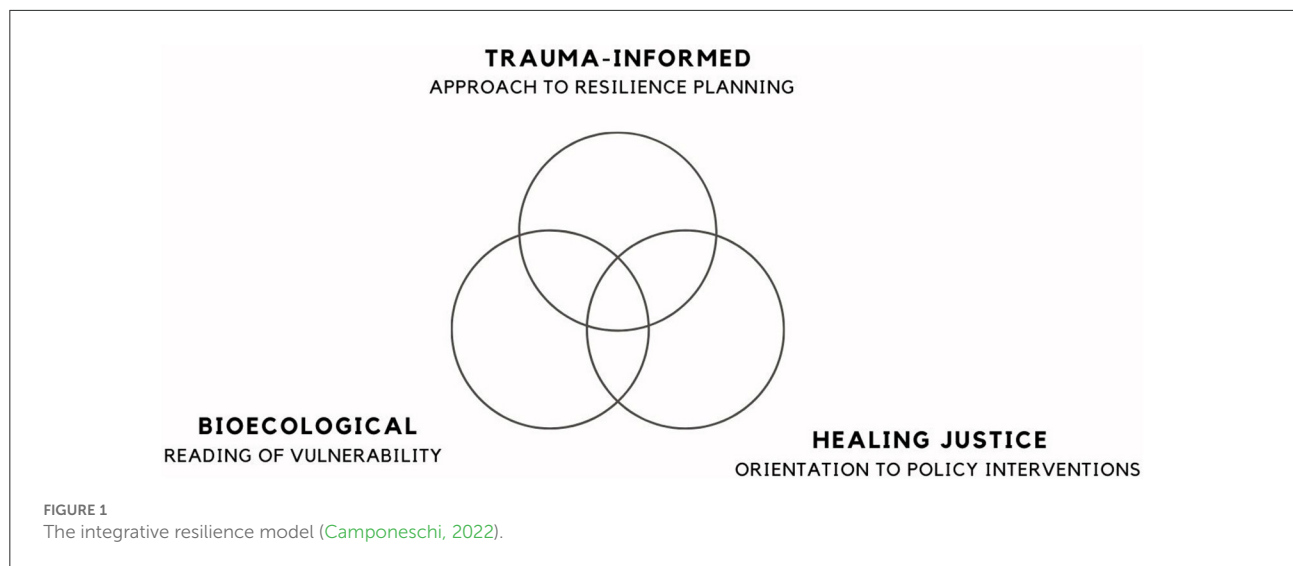 TRAUMA-INFORMED
APPROACH TO RESILIENCE PLANNING
BIOECOLOGICAL
READING OF VULNERABILITY
HEALING JUSTICE
ORIENTATION TO POLICY INTERVENTIONS
FIGURE 1
The integrative resilience model (Camponeschi, 2022).